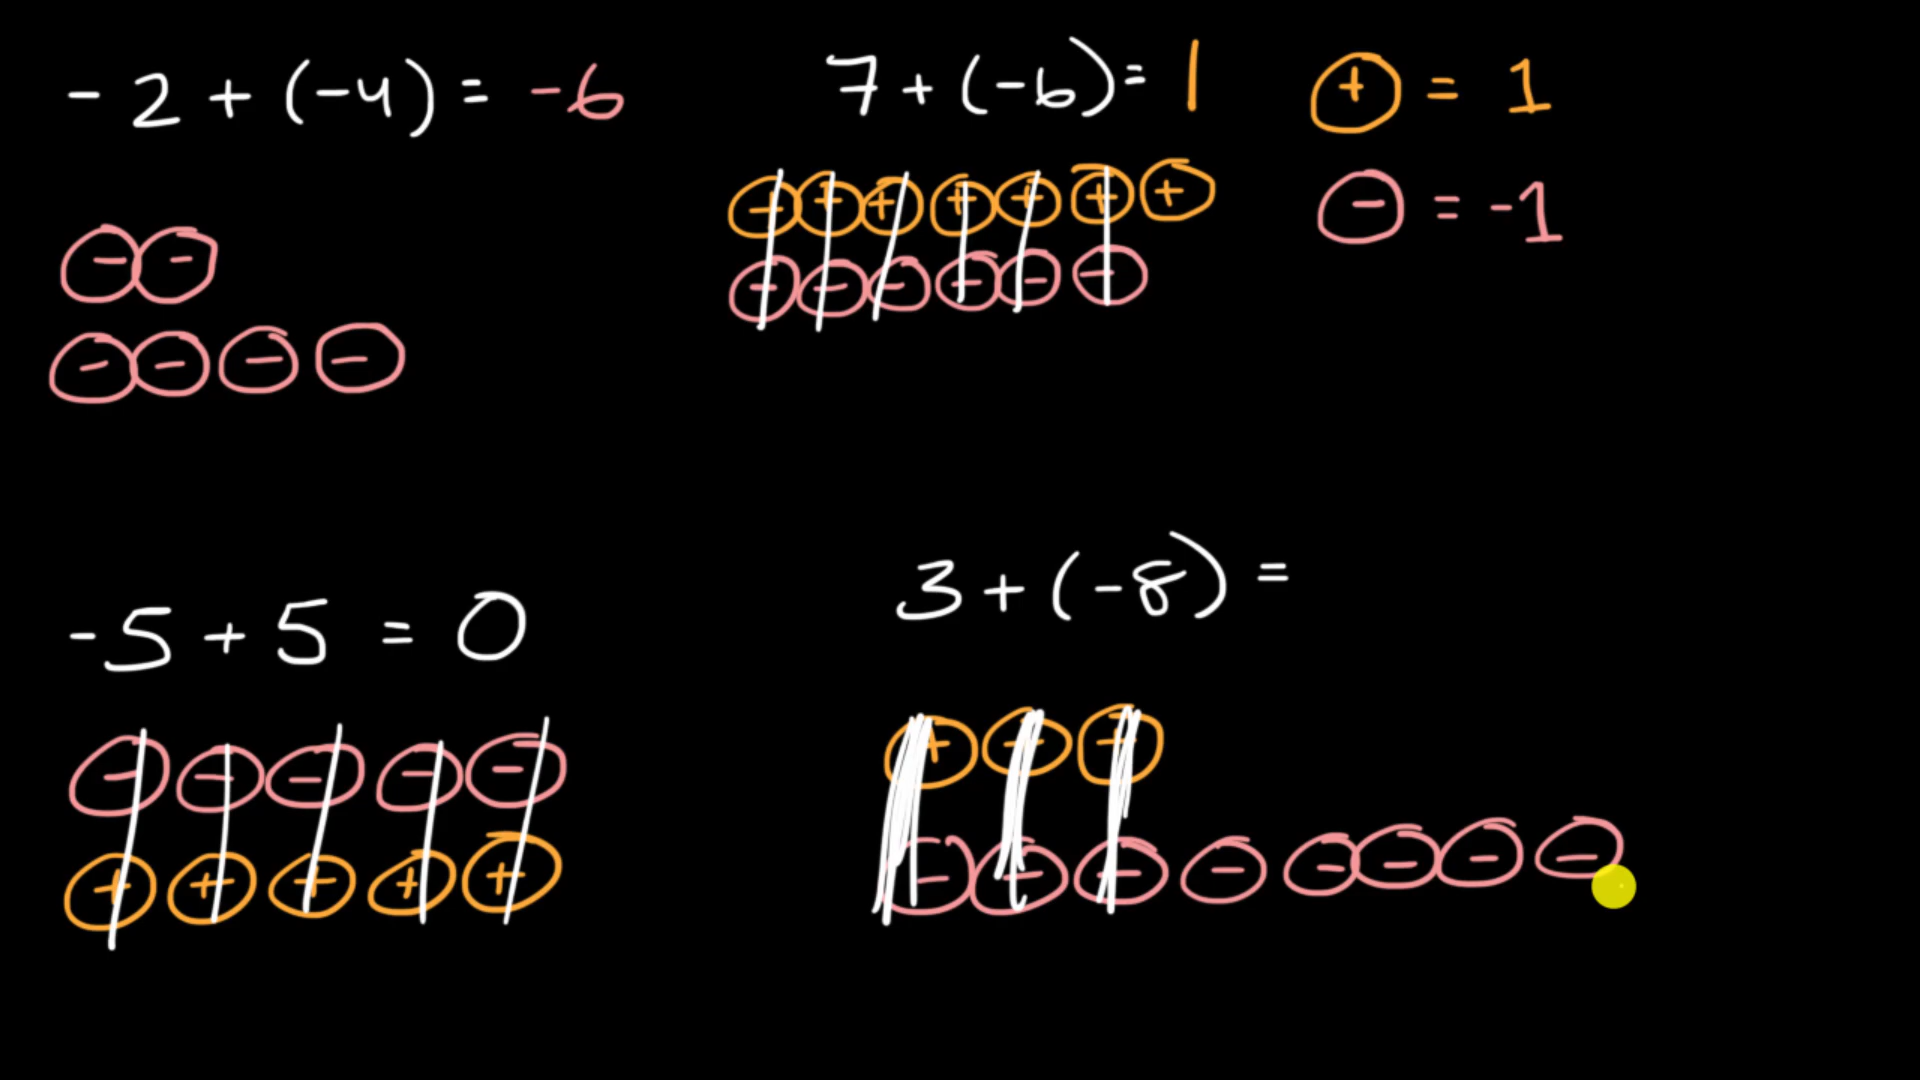 -2 + (-4) = -6
7 + (-6) = 1
+ = 1
- = -1
+ + + + + + +
- - - - - -
- -
- - - -
-5 + 5 = 0
3 + (-8) =
- - - - -
+ + + + +
+ + +
- - - - - - - -